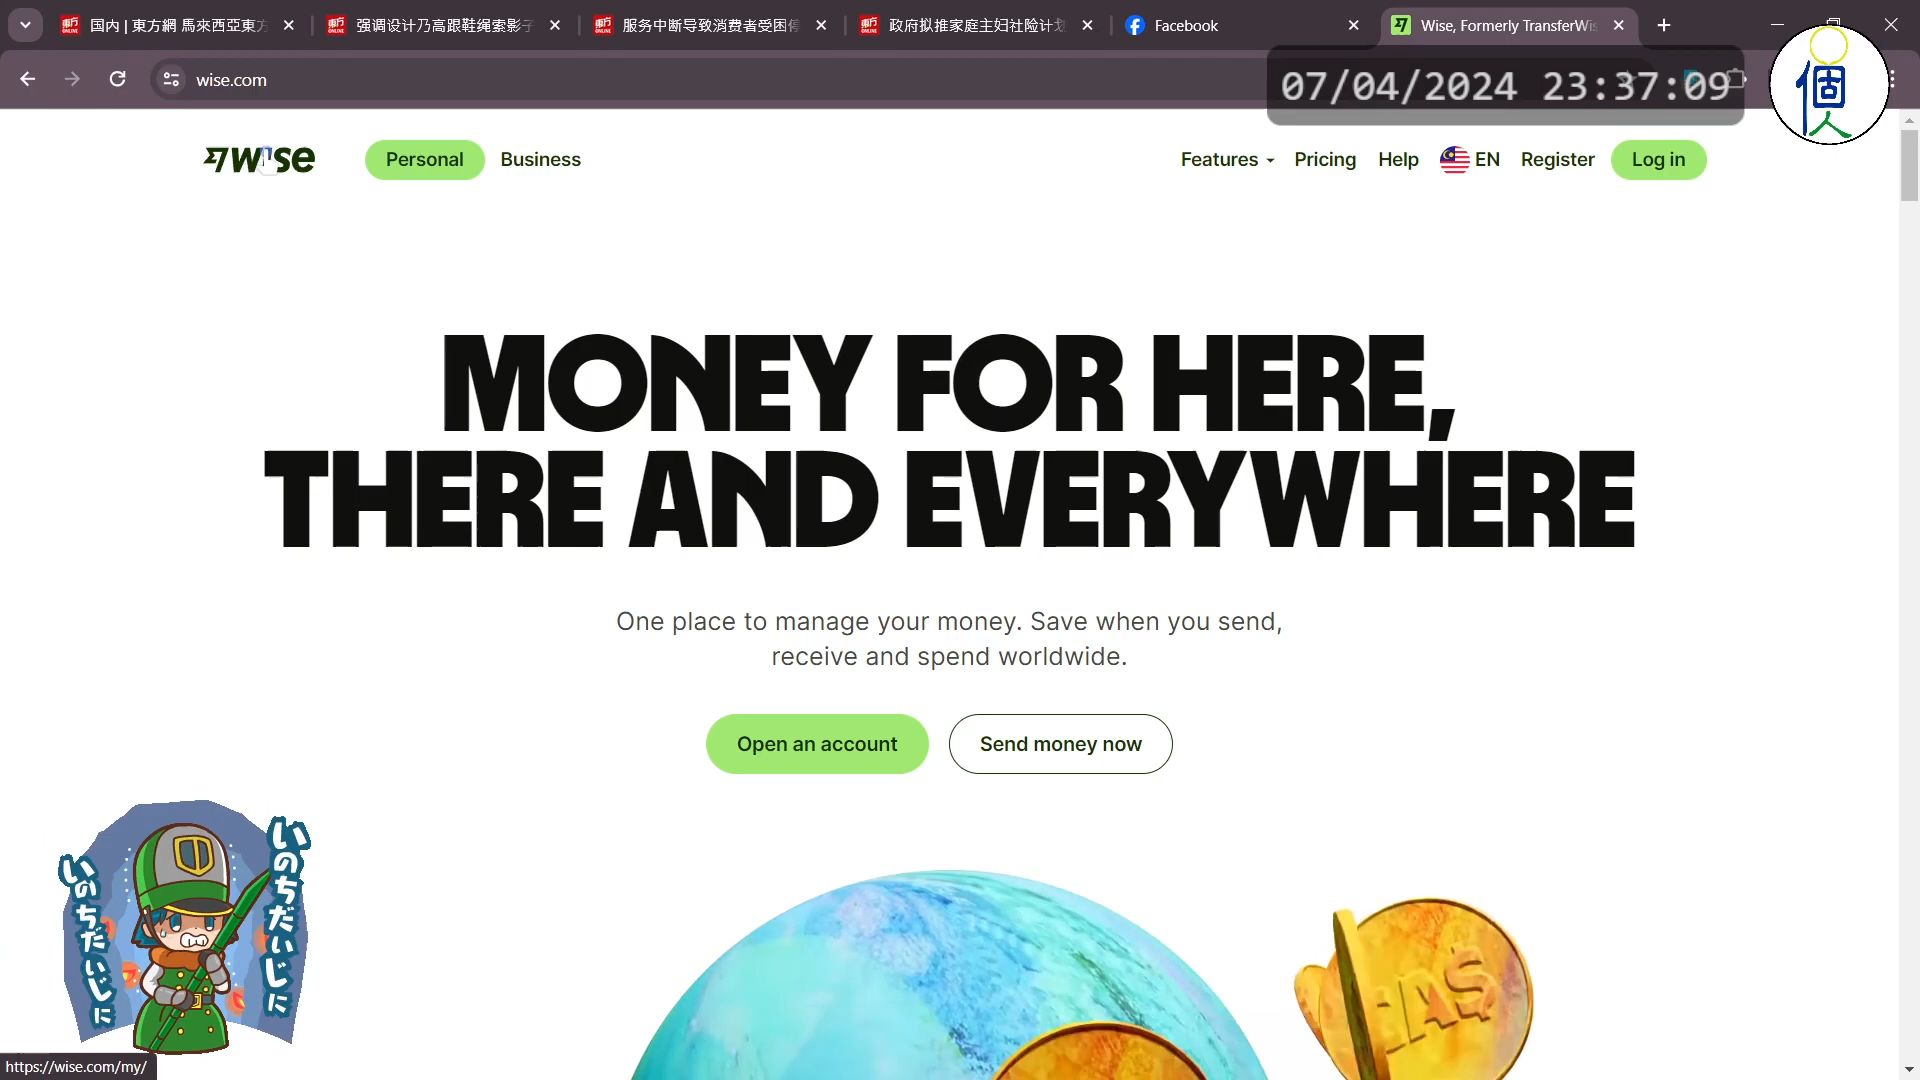 国内 | 東方網 馬來西亞東方
强调设计乃高跟鞋绳索影子
服务中断导致消费者受困停
政府拟推家庭主妇社险计划
Facebook
Wise, Formerly TransferWis
wise.com
07/04/2024 23:37:09
個人
wise
Personal
Business
Features
Pricing
Help
EN
Register
Log in
MONEY FOR HERE,
THERE AND EVERYWHERE
One place to manage your money. Save when you send,
receive and spend worldwide.
Open an account
Send money now
いのちだいじに
いのちだいじに
https://wise.com/my/